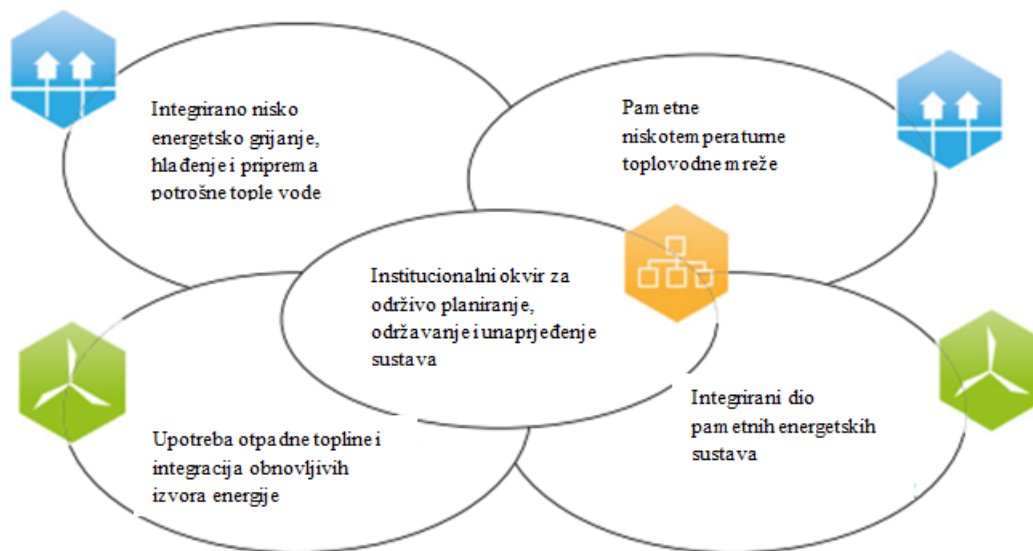 Integrirano nisko
energetsko grijanje,
hlađenje i priprema
potrošne tople vode
Pametne
niskotemperaturne
toplovodne mreže
Institucionalni okvir za
održivo planiranje,
održavanje i unaprjeđenje
sustava
Upotreba otpadne topline i
integracija obnovljivih
izvora energije
Integrirani dio
pametnih energetskih
sustava